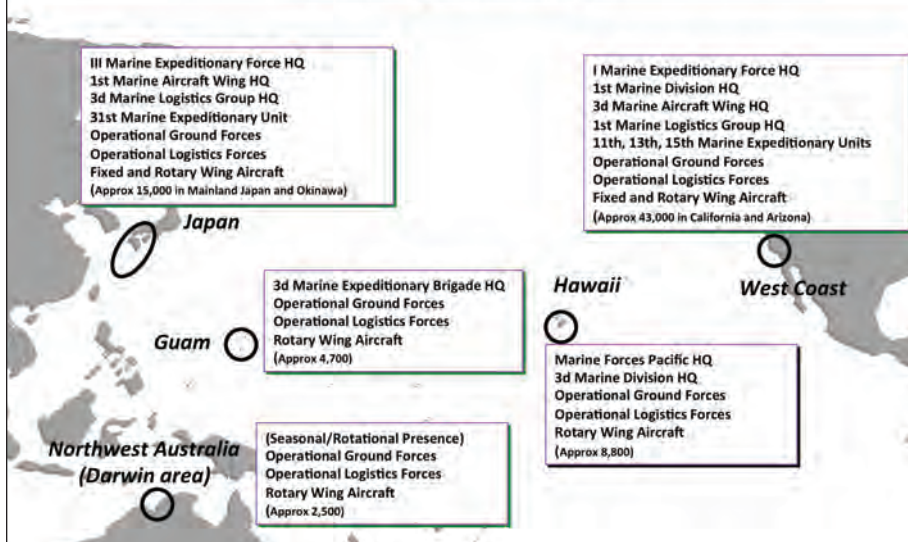 III Marine Expeditionary Force HQ
1st Marine Aircraft Wing HQ
3d Marine Logistics Group HQ
31st Marine Expeditionary Unit
Operational Ground Forces
Operational Logistics Forces
Fixed and Rotary Wing Aircraft
(Approx 15,000 in Mainland Japan and Okinawa)
Japan
I Marine Expeditionary Force HQ
1st Marine Division HQ
3d Marine Aircraft Wing HQ
1st Marine Logistics Group HQ
11th, 13th, 15th Marine Expeditionary Units
Operational Ground Forces
Operational Logistics Forces
Fixed and Rotary Wing Aircraft
(Approx 43,000 in California and Arizona)
West Coast
Guam
3d Marine Expeditionary Brigade HQ
Operational Ground Forces
Operational Logistics Forces
Rotary Wing Aircraft
(Approx 4,700)
Hawaii
Marine Forces Pacific HQ
3d Marine Division HQ
Operational Ground Forces
Operational Logistics Forces
Rotary Wing Aircraft
(Approx 8,800)
Northwest Australia
(Darwin area)
(Seasonal/Rotational Presence)
Operational Ground Forces
Operational Logistics Forces
Rotary Wing Aircraft
(Approx 2,500)